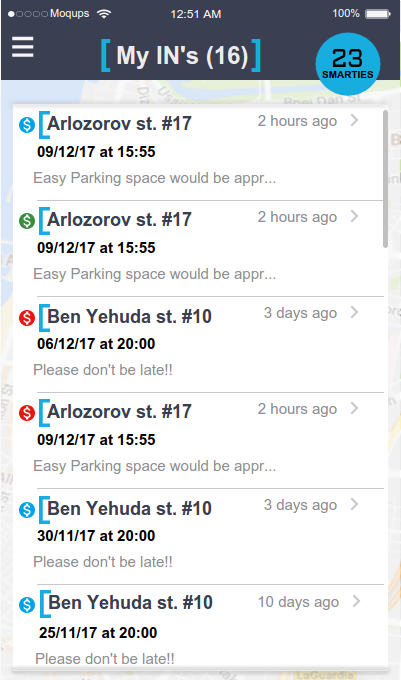 Moqups 12:51 AM 100%
[ My IN's (16) ]
23
SMARTIES
Arlozorov st. #17 2 hours ago
09/12/17 at 15:55
Easy Parking space would be appr...
Arlozorov st. #17 2 hours ago
09/12/17 at 15:55
Easy Parking space would be appr...
Ben Yehuda st. #10 3 days ago
06/12/17 at 20:00
Please don't be late!!
Arlozorov st. #17 2 hours ago
09/12/17 at 15:55
Easy Parking space would be appr...
Ben Yehuda st. #10 3 days ago
30/11/17 at 20:00
Please don't be late!!
Ben Yehuda st. #10 10 days ago
25/11/17 at 20:00
Please don't be late!!
LaGuardia